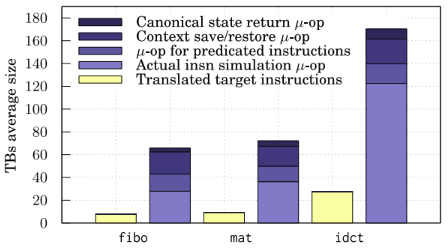 Canonical state return μ-op
Context save/restore μ-op
μ-op for predicated instructions
Actual insn simulation μ-op
Translated target instructions
TBs average size
180
160
140
120
100
80
60
40
20
0
fibo mat idct